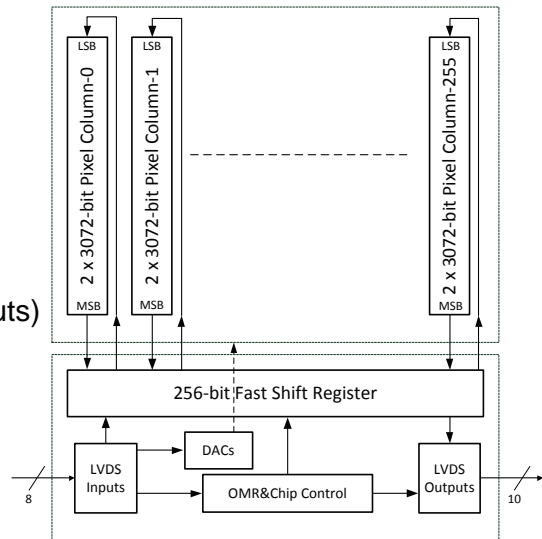 LSB
LSB
LSB
2 x 3072-bit Pixel Column-0
2 x 3072-bit Pixel Column-1
2 x 3072-bit Pixel Column-255
MSB
MSB
MSB
uts)
256-bit Fast Shift Register
LVDS
Inputs
DACs
OMR&Chip Control
LVDS
Outputs
8
10